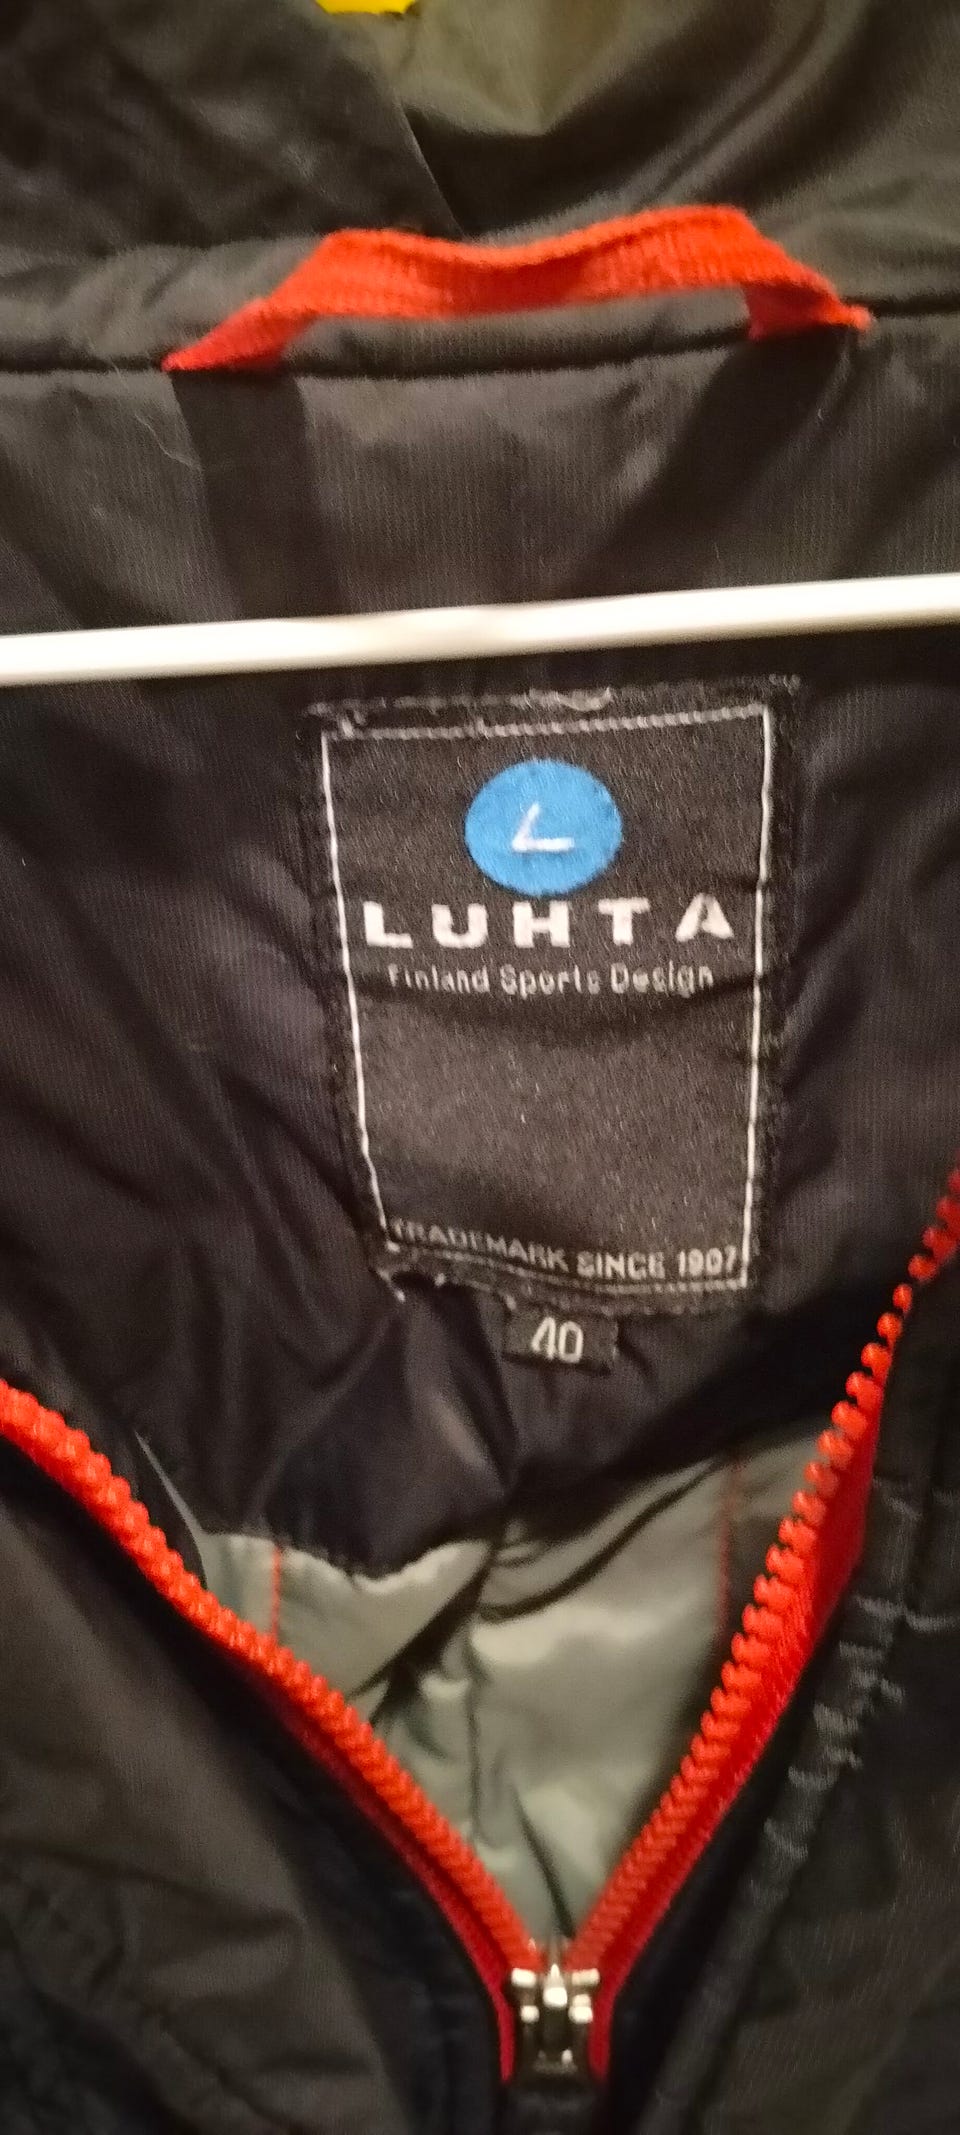 L
LUHTA
Finland Sports Design
TRADEMARK SINCE 1907
40